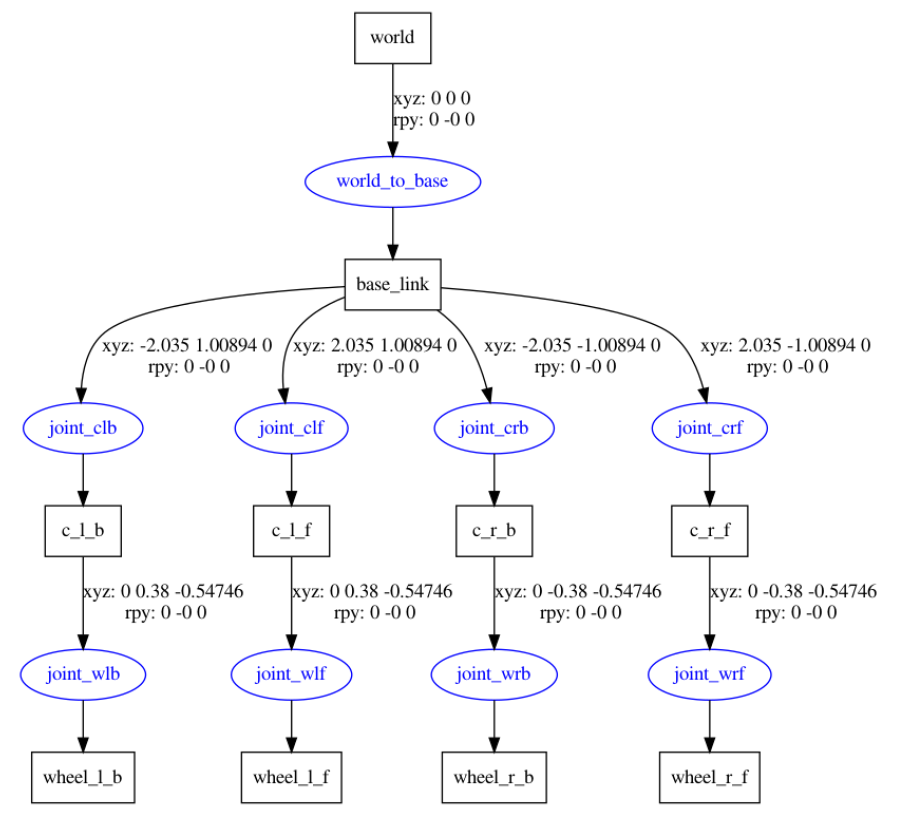 world
xyz: 0 0 0
rpy: 0 -0 0
world_to_base
base_link
xyz: -2.035 1.00894 0
rpy: 0 -0 0
xyz: 2.035 1.00894 0
rpy: 0 -0 0
xyz: -2.035 -1.00894 0
rpy: 0 -0 0
xyz: 2.035 -1.00894 0
rpy: 0 -0 0
joint_clb
joint_clf
joint_crb
joint_crf
c_l_b
c_l_f
c_r_b
c_r_f
xyz: 0 0.38 -0.54746
rpy: 0 -0 0
xyz: 0 0.38 -0.54746
rpy: 0 -0 0
xyz: 0 -0.38 -0.54746
rpy: 0 -0 0
xyz: 0 -0.38 -0.54746
rpy: 0 -0 0
joint_wlb
joint_wlf
joint_wrb
joint_wrf
wheel_l_b
wheel_l_f
wheel_r_b
wheel_r_f